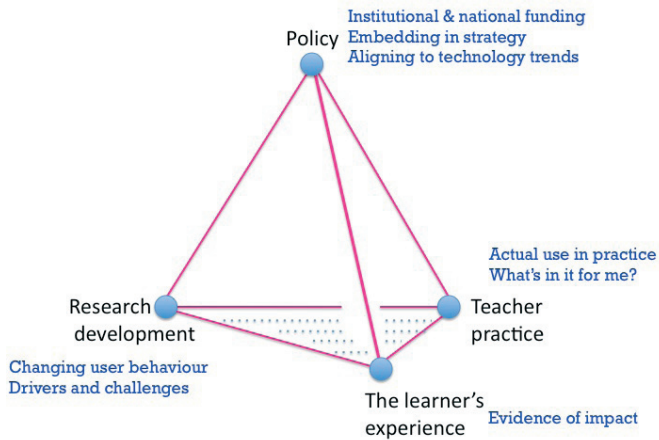 Institutional & national funding
Policy
Embedding in strategy
Aligning to technology trends
Actual use in practice
What's in it for me?
Research
development
Teacher
practice
Changing user behaviour
Drivers and challenges
The learner's
experience
Evidence of impact